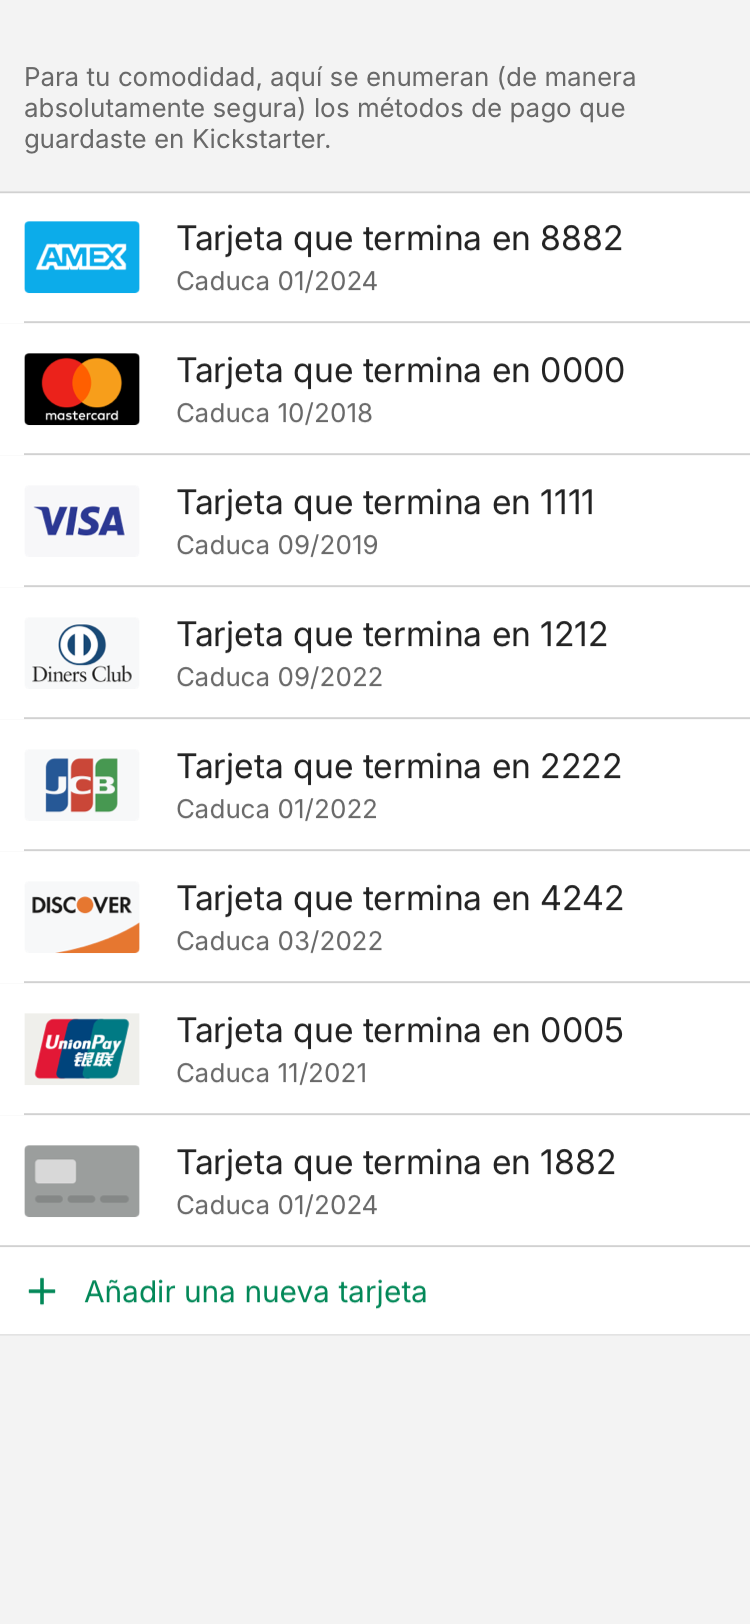 Para tu comodidad, aquí se enumeran (de manera
absolutamente segura) los métodos de pago que
guardaste en Kickstarter.
AMEX
Tarjeta que termina en 8882
Caduca 01/2024
mastercard
Tarjeta que termina en 0000
Caduca 10/2018
VISA
Tarjeta que termina en 1111
Caduca 09/2019
Diners Club
Tarjeta que termina en 1212
Caduca 09/2022
JCB
Tarjeta que termina en 2222
Caduca 01/2022
DISCOVER
Tarjeta que termina en 4242
Caduca 03/2022
UnionPay
银联
Tarjeta que termina en 0005
Caduca 11/2021
Tarjeta que termina en 1882
Caduca 01/2024
+ Añadir una nueva tarjeta